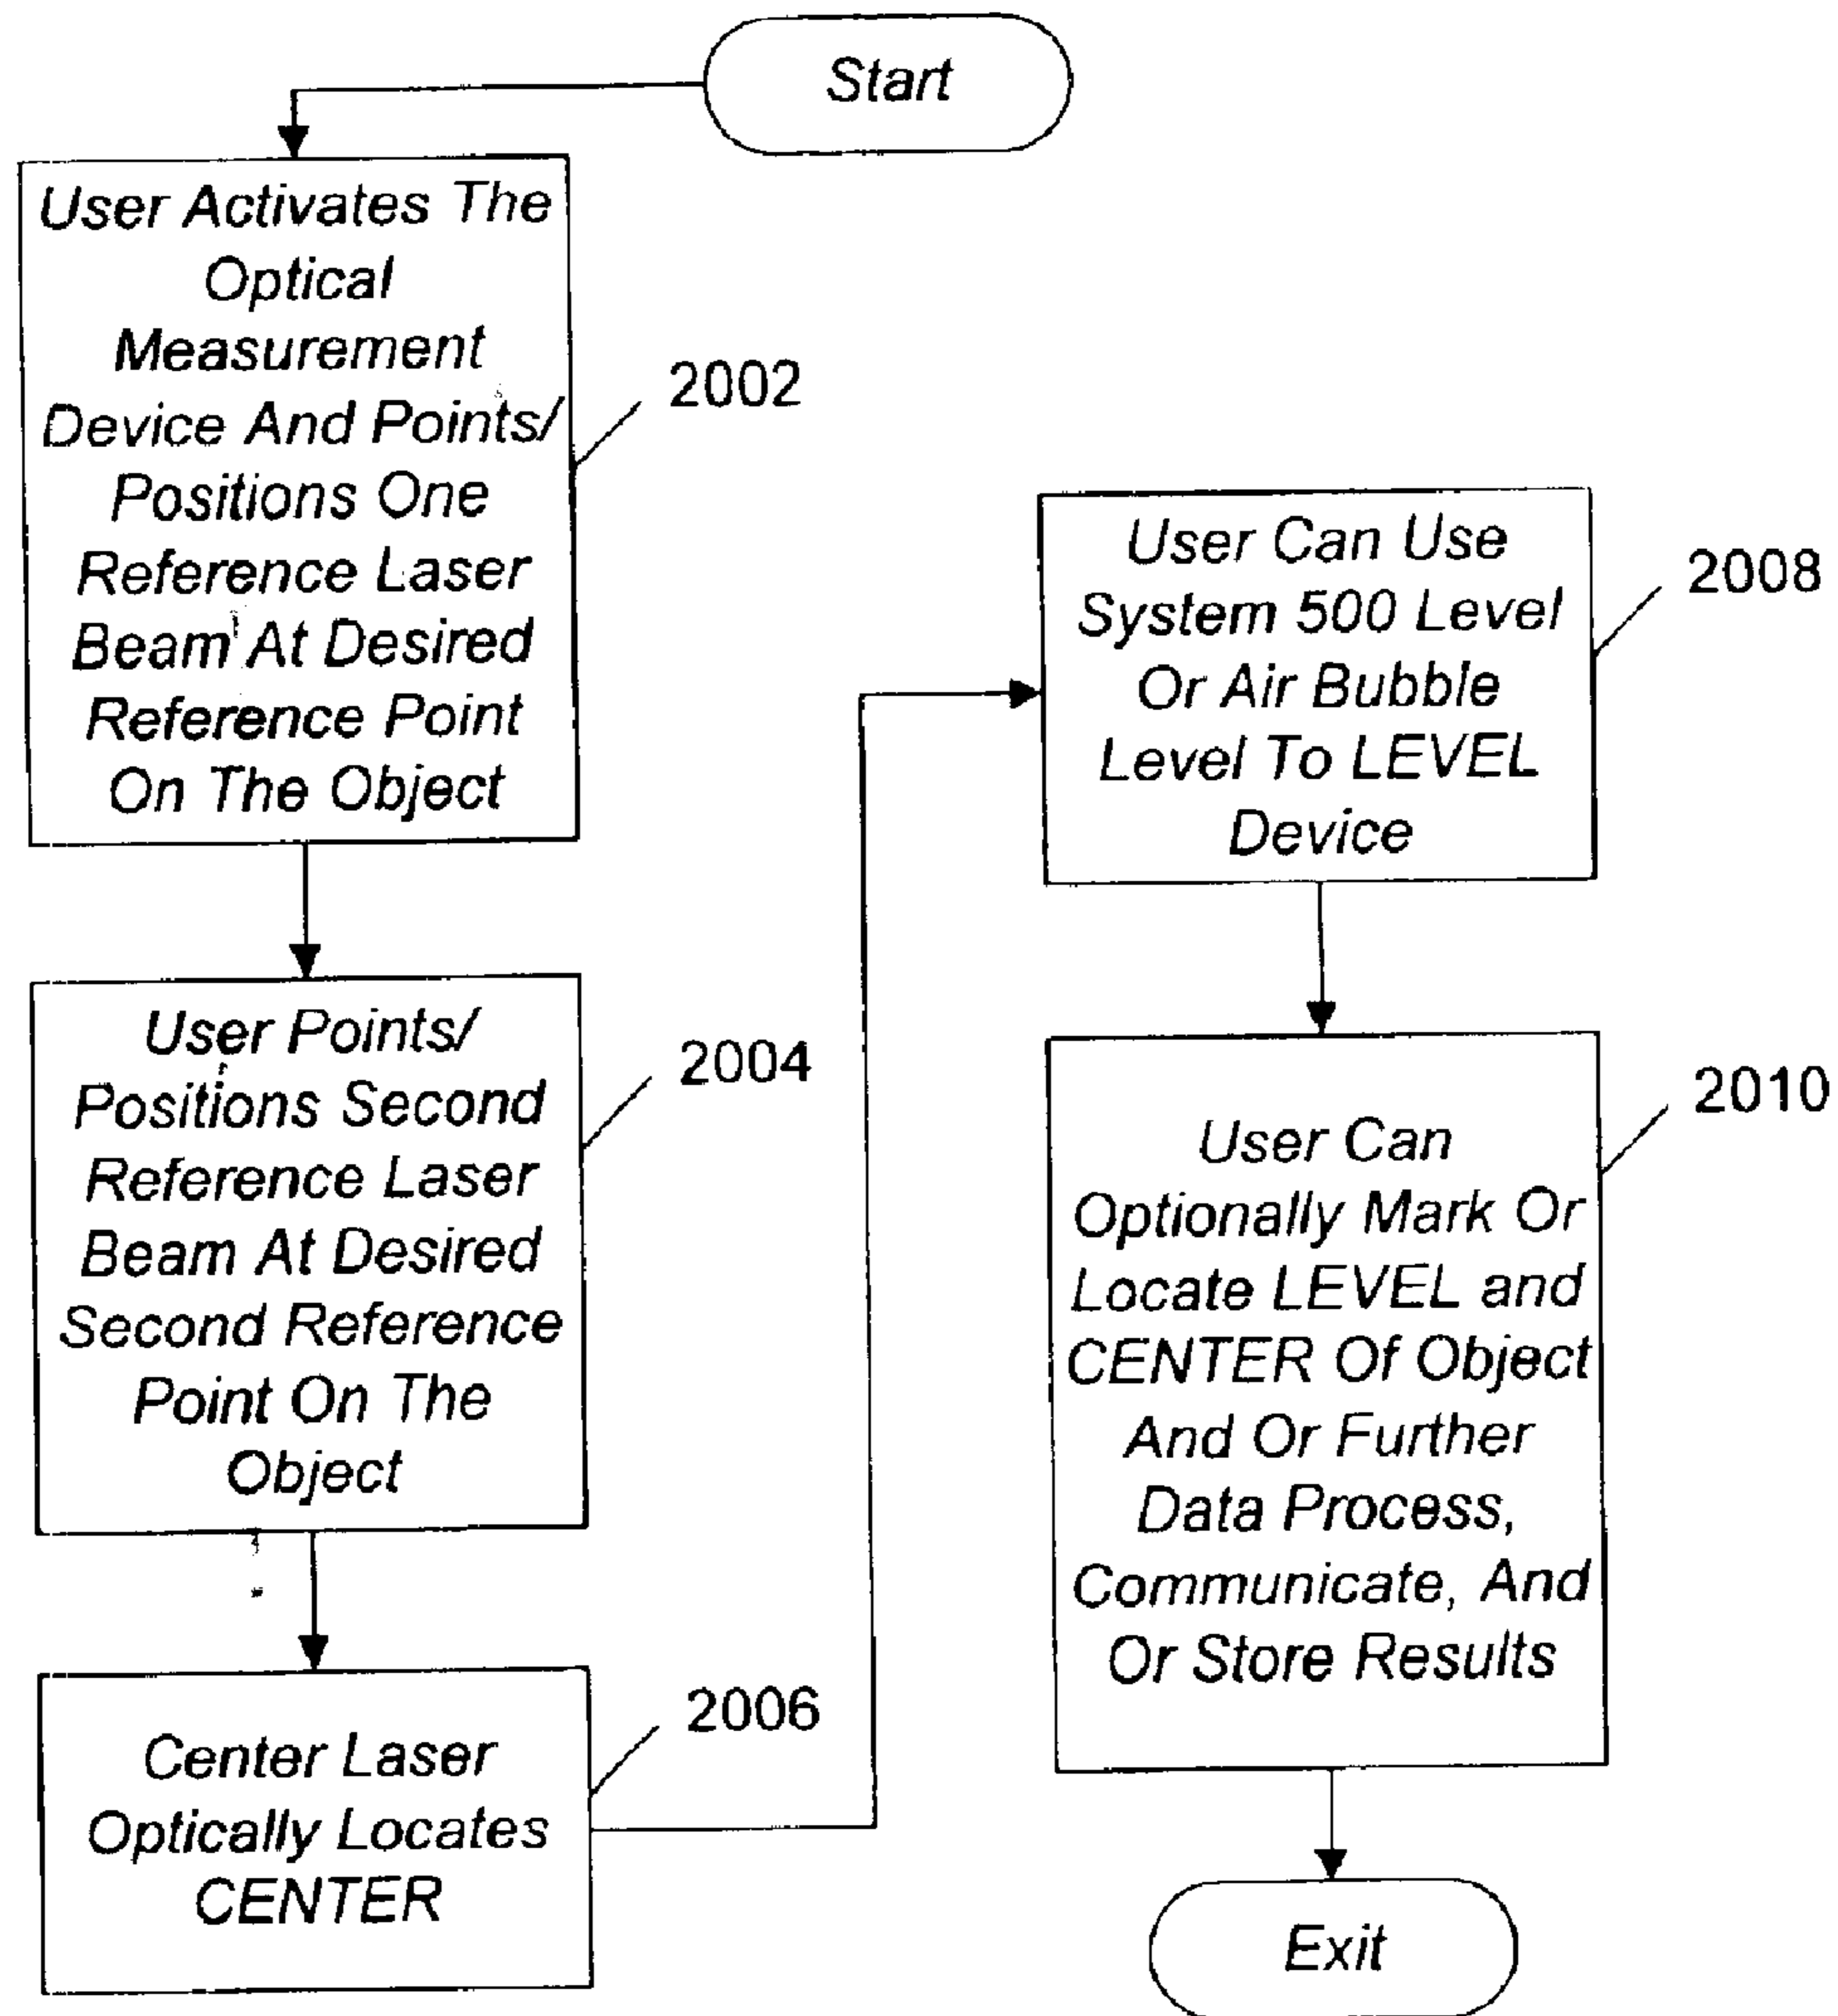 Start
User Activates The
Optical
Measurement
Device And Points/
Positions One
Reference Laser
Beam At Desired
Reference Point
On The Object
2002
User Points/
Positions Second
Reference Laser
Beam At Desired
Second Reference
Point On The
Object
2004
Center Laser
Optically Locates
CENTER
2006
User Can Use
System 500 Level
Or Air Bubble
Level To LEVEL
Device
2008
User Can
Optionally Mark Or
Locate LEVEL and
CENTER Of Object
And Or Further
Data Process,
Communicate, And
Or Store Results
2010
Exit